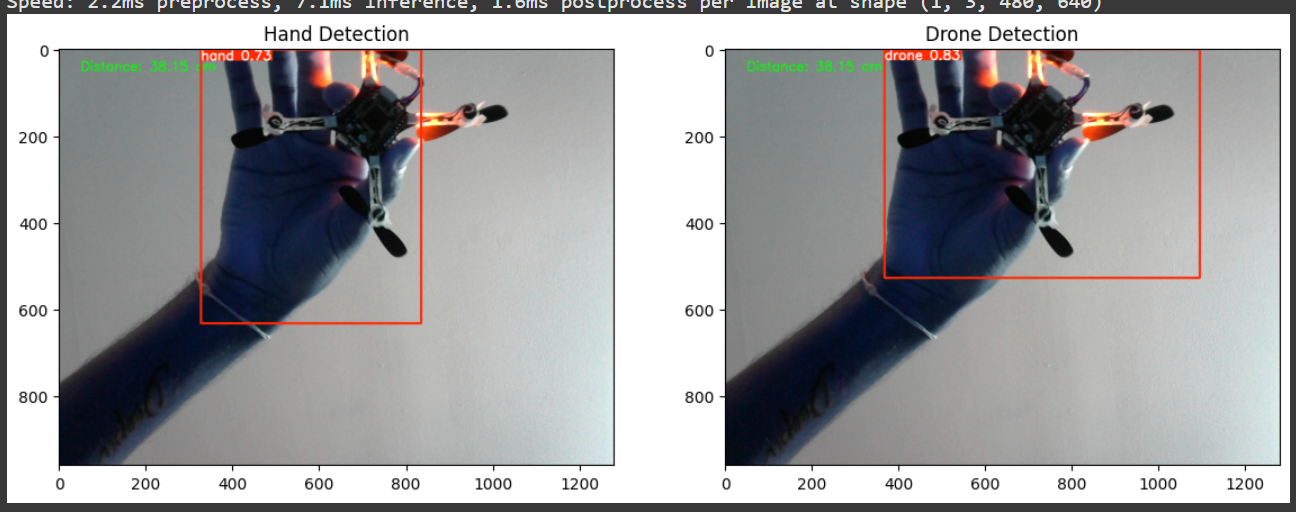 Speed: 2.2ms preprocess, 7.1ms inference, 1.6ms postprocess per image at shape (1, 3, 480, 640)
Hand Detection
Drone Detection
hand 0.73
Distance: 38.15 cm
drone 0.83
Distance: 38.15 cm
0
200
400
600
800
0
200
400
600
800
0 200 400 600 800 1000 1200
0 200 400 600 800 1000 1200